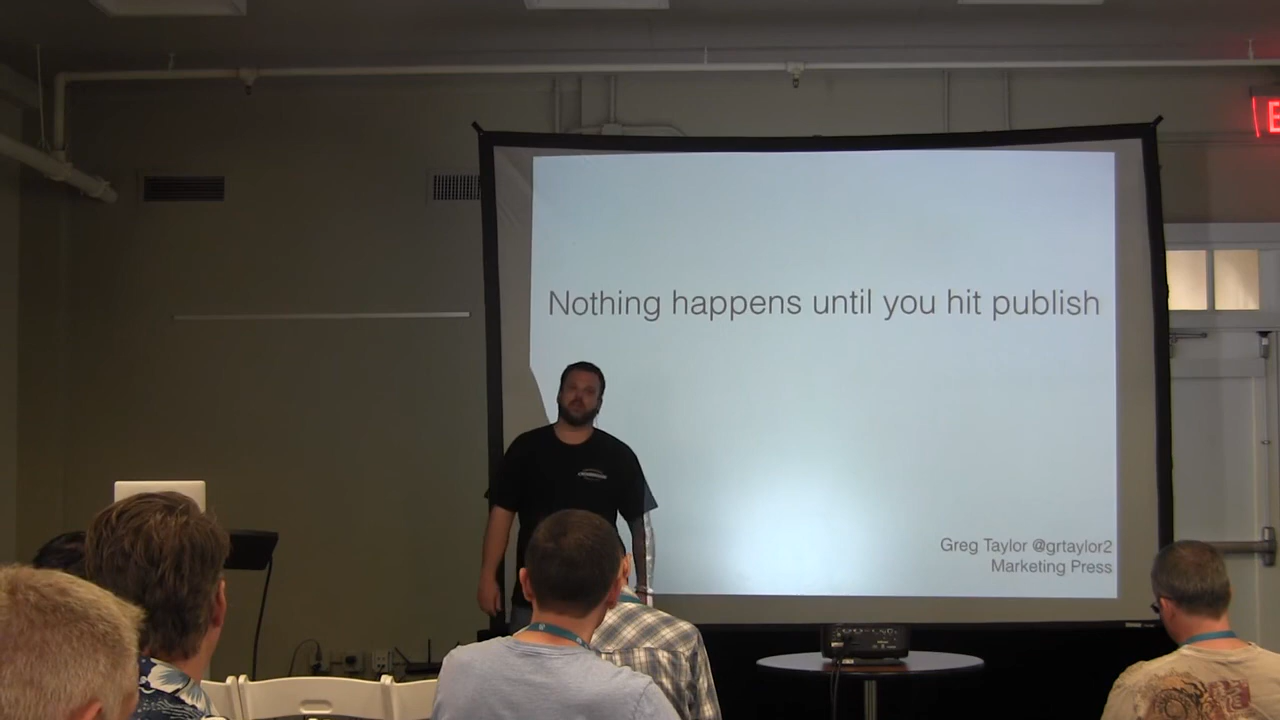 Nothing happens until you hit publish
Greg Taylor @grtaylor2
Marketing Press